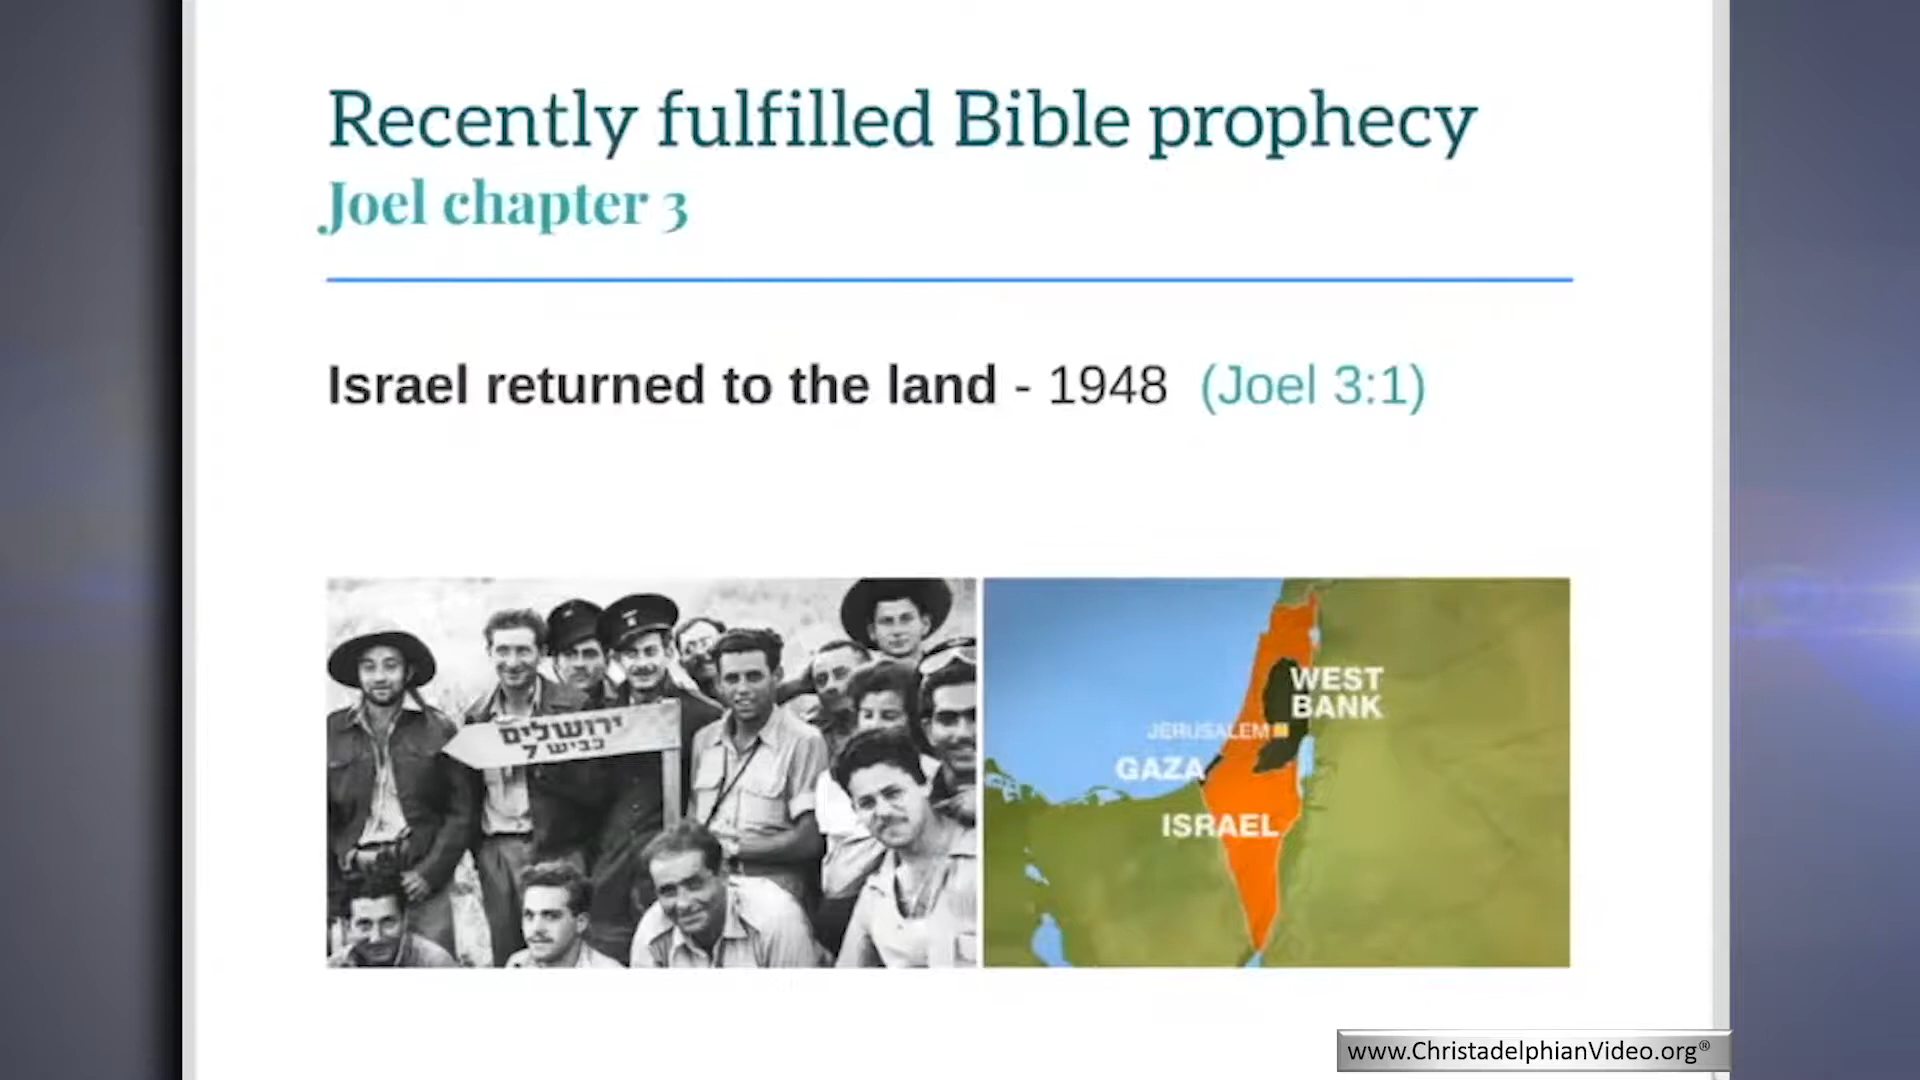 Recently fulfilled Bible prophecy
Joel chapter 3
Israel returned to the land - 1948 (Joel 3:1)
ירושלים
כביש 7
WEST
BANK
JERUSALEM
GAZA
ISRAEL
www.ChristadelphianVideo.org®